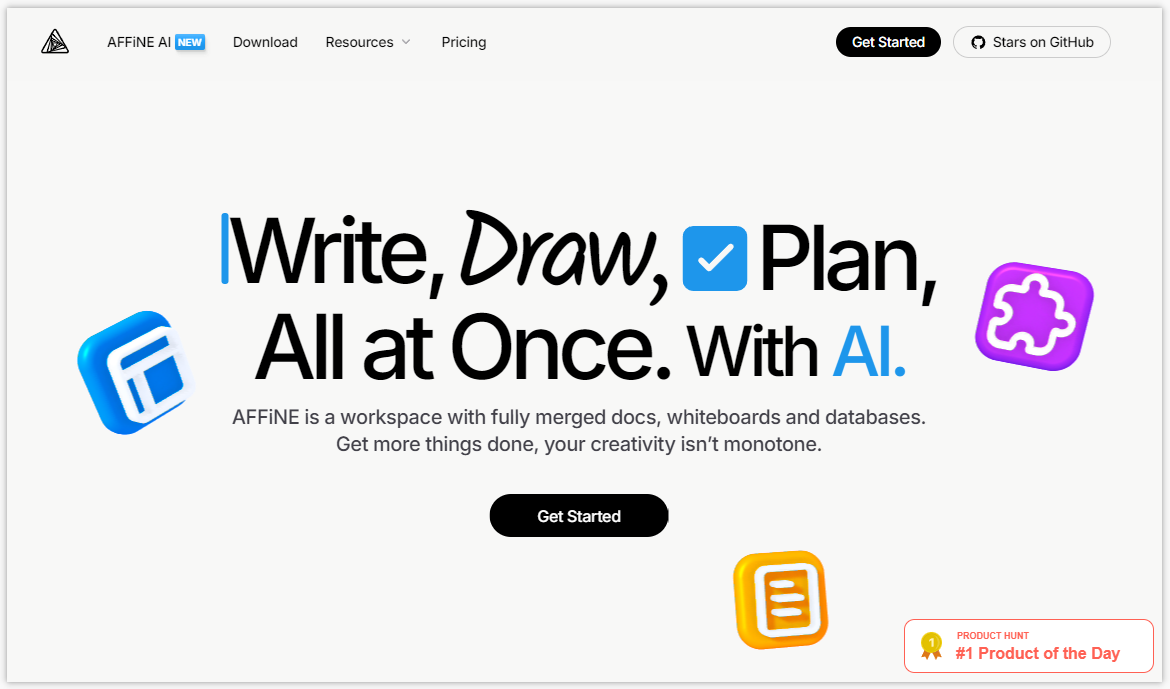 AFFiNE AI NEW Download Resources Pricing Get Started Stars on GitHub
Write, Draw, Plan,
All at Once. With AI.
AFFiNE is a workspace with fully merged docs, whiteboards and databases.
Get more things done, your creativity isn’t monotone.
Get Started
1 PRODUCT HUNT
#1 Product of the Day